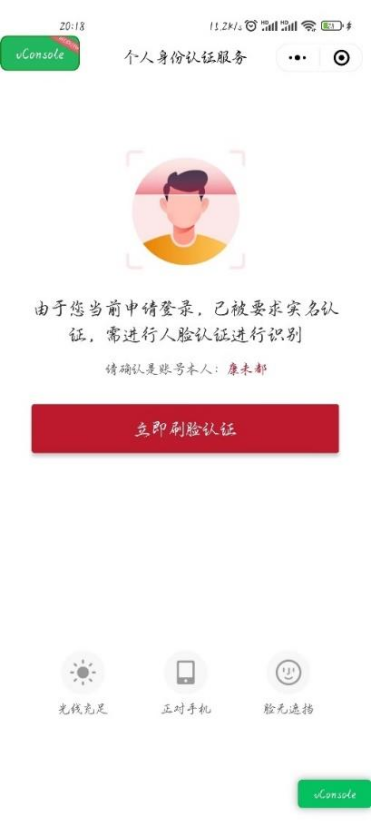 20:18
13.2K/s
vConsole
个人身份认证服务
由于您当前申请登录，已被要求实名认
证，需进行人脸认证进行识别
请确认是账号本人：康未都
立即刷脸认证
光线充足
正对手机
脸无遮挡
vConsole